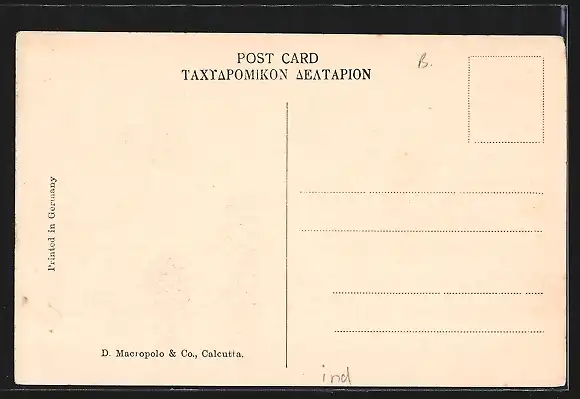 POST CARD
ΤΑΧΥΔΡΟΜΙΚΟΝ ΔΕΛΤΑΡΙΟΝ
B.
Printed in Germany
D. Macropolo & Co., Calcutta.
ind